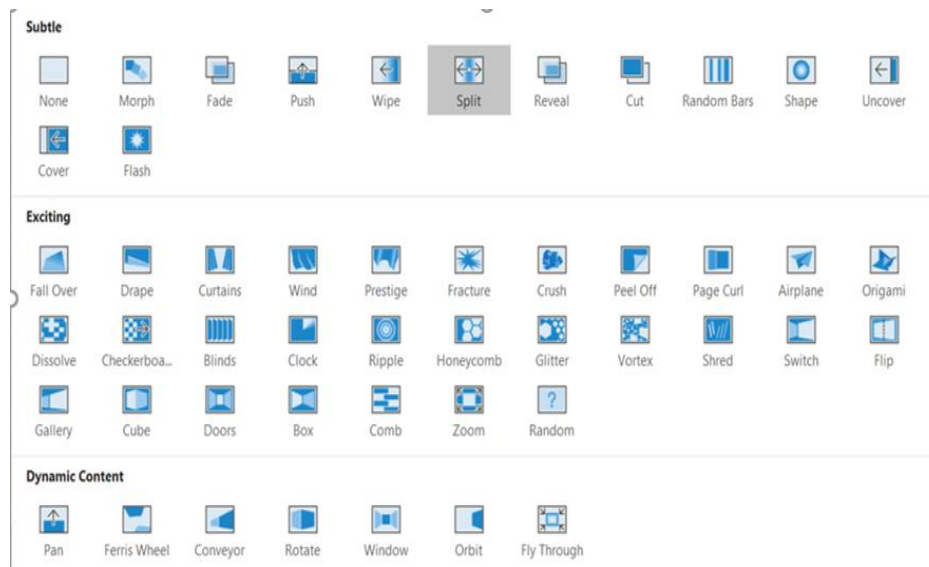 Subtle
None Morph Fade Push Wipe Split Reveal Cut Random Bars Shape Uncover
Cover Flash
Exciting
Fall Over Drape Curtains Wind Prestige Fracture Crush Peel Off Page Curl Airplane Origami
Dissolve Checkerboa... Blinds Clock Ripple Honeycomb Glitter Vortex Shred Switch Flip
Gallery Cube Doors Box Comb Zoom ? Random
Dynamic Content
Pan Ferris Wheel Conveyor Rotate Window Orbit Fly Through